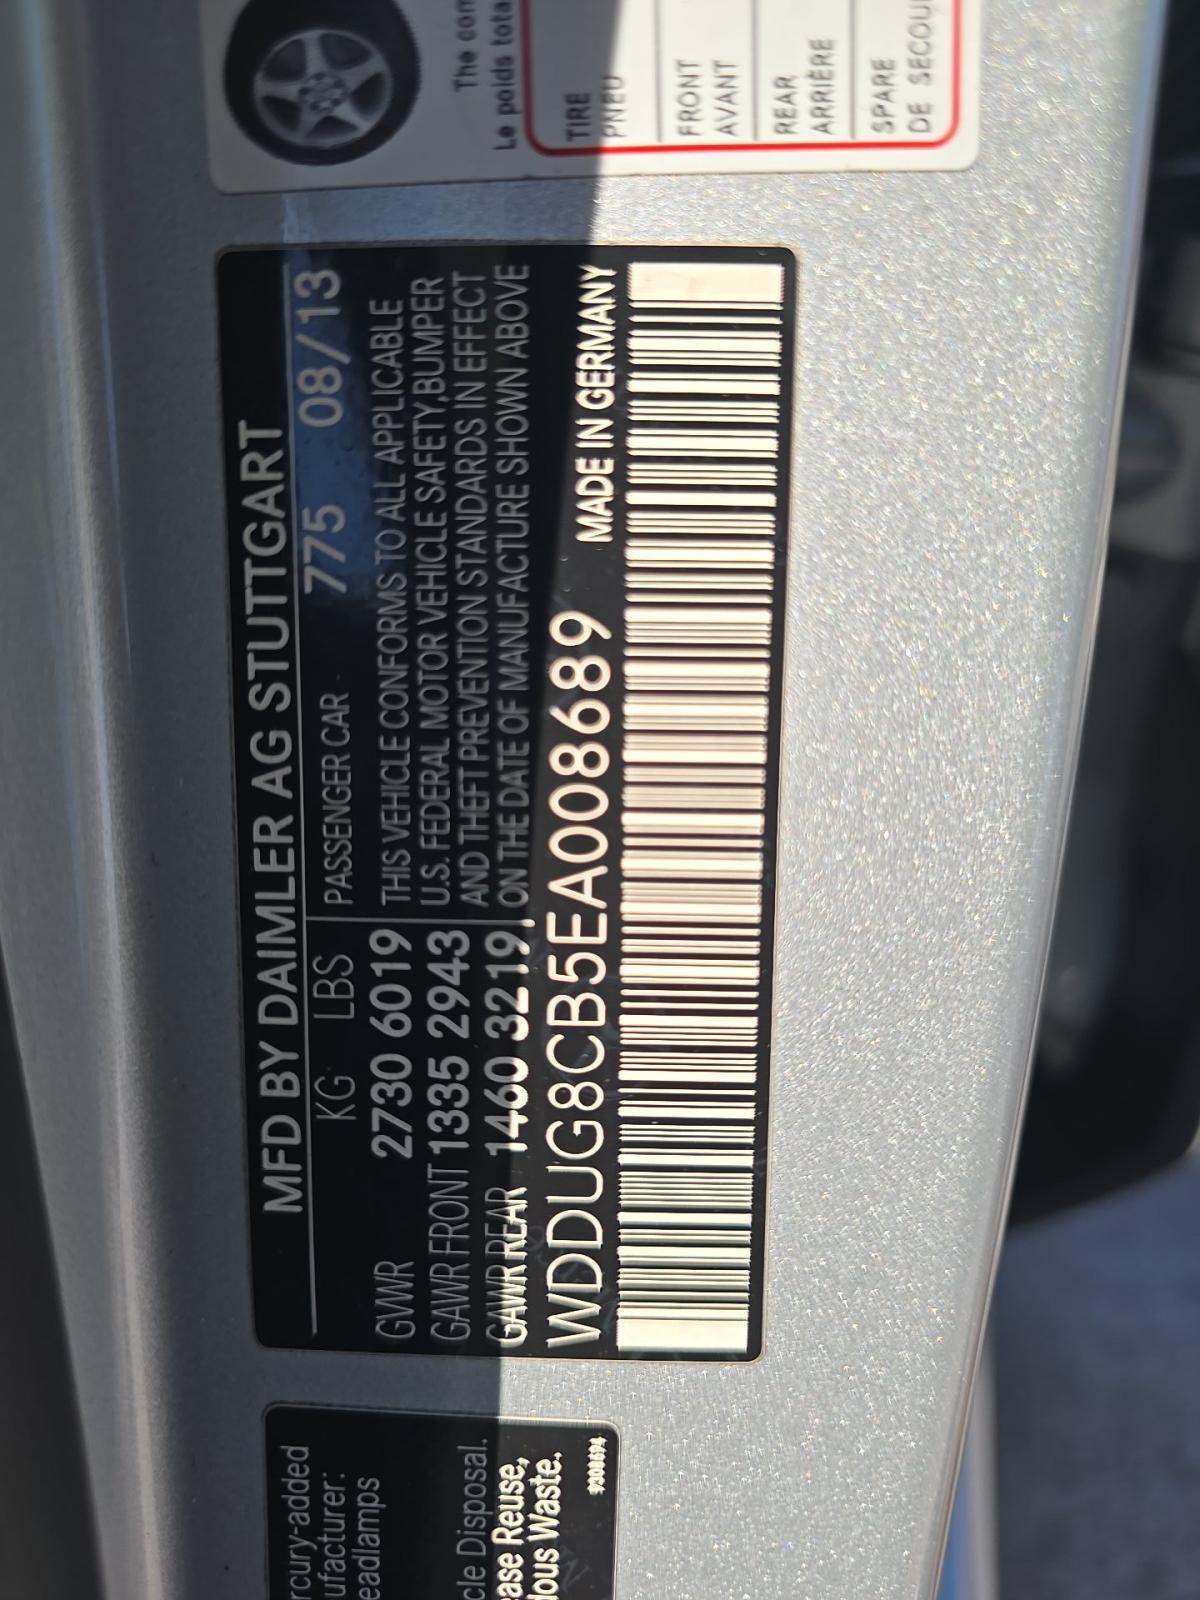 The con
Le poids tota
TIRE
PNEU
FRONT
AVANT
REAR
ARRIÈRE
SPARE
DE SECOU
MFD BY DAIMLER AG STUTTGART
KG LBS PASSENGER CAR 775 08/13
GVWR 2730 6019
GAWR FRONT 1335 2943
GAWR REAR 1460 3219
THIS VEHICLE CONFORMS TO ALL APPLICABLE
U.S. FEDERAL MOTOR VEHICLE SAFETY,BUMPER
AND THEFT PREVENTION STANDARDS IN EFFECT
ON THE DATE OF MANUFACTURE SHOWN ABOVE
WDDUG8CB5EA008689 MADE IN GERMANY
rcury-added
ufacturer:
eadlamps
cle Disposal.
ase Reuse,
dous Waste.